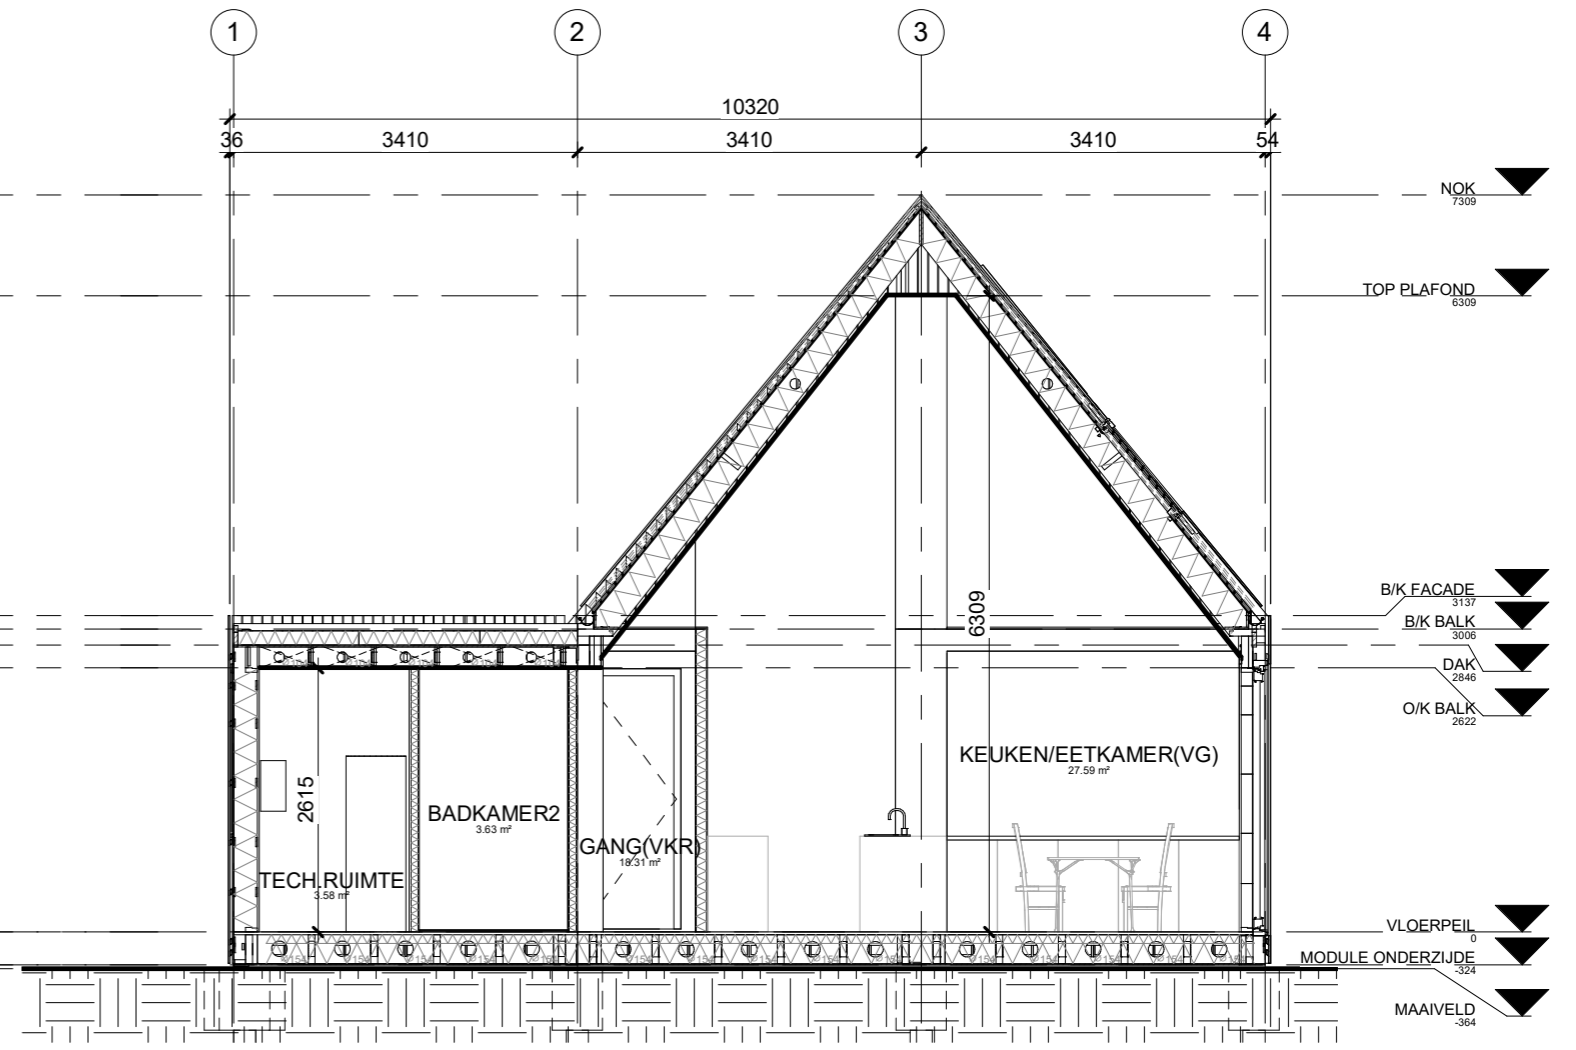 1
2
3
4
10320
36
3410
3410
3410
54
NOK
7309
TOP PLAFOND
6309
B/K FACADE
3137
B/K BALK
3006
DAK
2846
O/K BALK
2622
6309
KEUKEN/EETKAMER(VG)
27.59 m²
2615
BADKAMER2
3.63 m²
GANG(VKR)
18.31 m²
TECH.RUIMTE
3.58 m²
VLOERPEIL
0
MODULE ONDERZIJDE
-324
MAAIVELD
-364